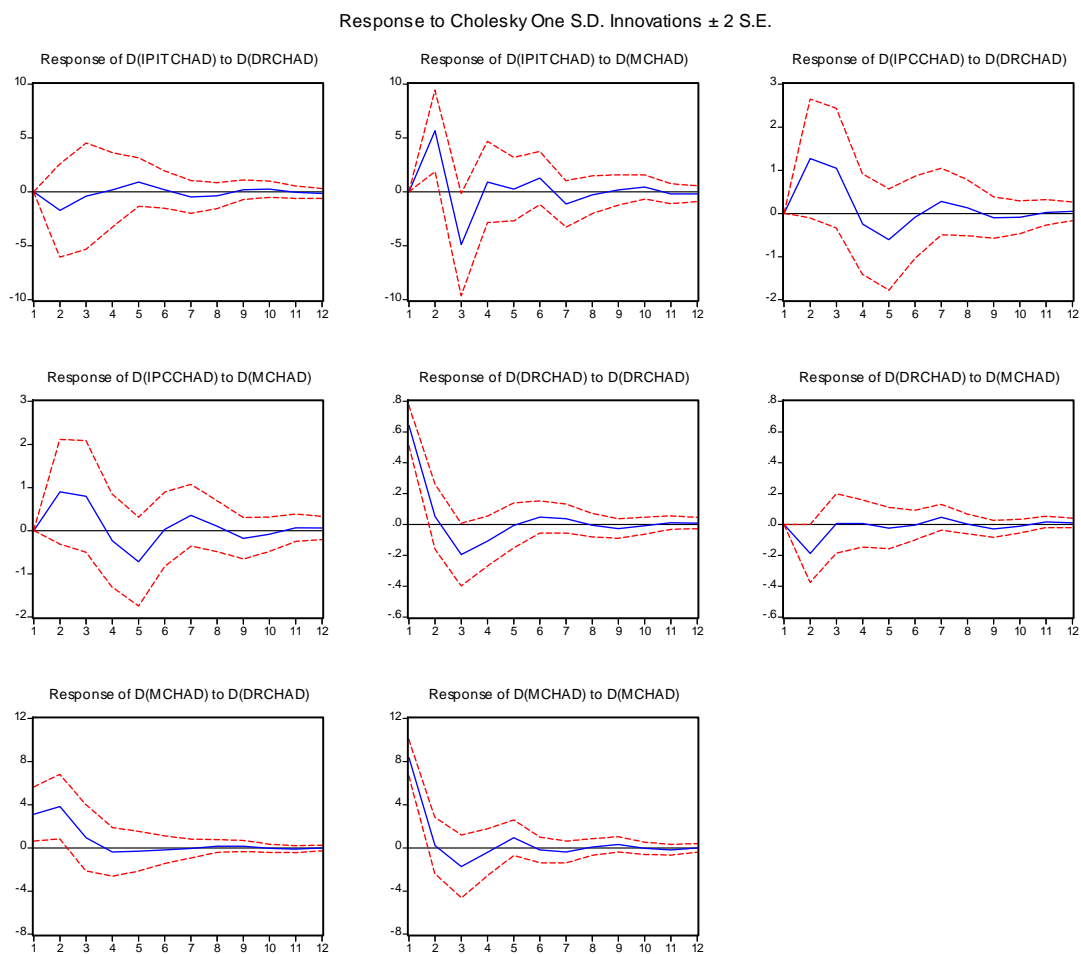 Response to Cholesky One S.D. Innovations ± 2 S.E.
Response of D(IPITCHAD) to D(DRCHAD)
10
5
0
-5
-10
1 2 3 4 5 6 7 8 9 10 11 12
Response of D(IPITCHAD) to D(MCHAD)
10
5
0
-5
-10
1 2 3 4 5 6 7 8 9 10 11 12
Response of D(IPCCHAD) to D(DRCHAD)
3
2
1
0
-1
-2
1 2 3 4 5 6 7 8 9 10 11 12
Response of D(IPCCHAD) to D(MCHAD)
3
2
1
0
-1
-2
1 2 3 4 5 6 7 8 9 10 11 12
Response of D(DRCHAD) to D(DRCHAD)
.8
.6
.4
.2
.0
-.2
-.4
-.6
1 2 3 4 5 6 7 8 9 10 11 12
Response of D(DRCHAD) to D(MCHAD)
.8
.6
.4
.2
.0
-.2
-.4
-.6
1 2 3 4 5 6 7 8 9 10 11 12
Response of D(MCHAD) to D(DRCHAD)
12
8
4
0
-4
-8
1 2 3 4 5 6 7 8 9 10 11 12
Response of D(MCHAD) to D(MCHAD)
12
8
4
0
-4
-8
1 2 3 4 5 6 7 8 9 10 11 12